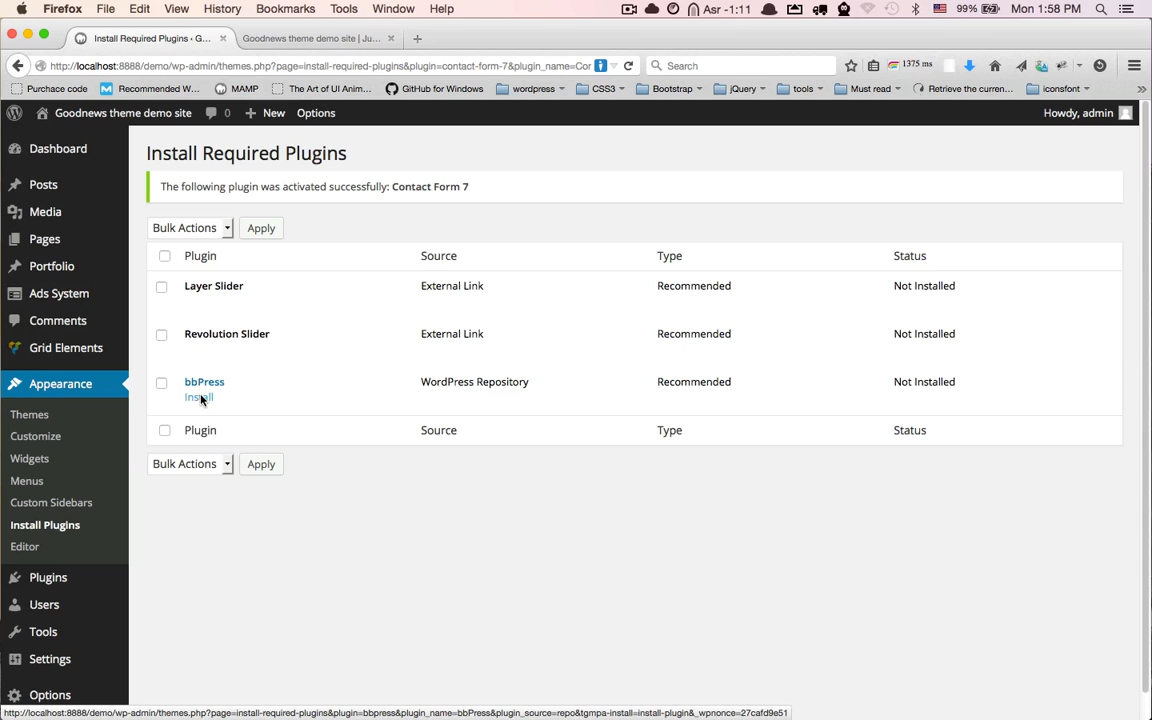 Firefox File Edit View History Bookmarks Tools Window Help Asr -1:11 99% Mon 1:58 PM
Install Required Plugins ‹ G...
Goodnews theme demo site | Ju...
http://localhost:8888/demo/wp-admin/themes.php?page=install-required-plugins&plugin=contact-form-7&plugin_name=Cor
Search
1375 ms
Purchace code Recommended W... MAMP The Art of UI Anim... GitHub for Windows wordpress CSS3 Bootstrap jQuery tools Must read Retrieve the curren... iconsfont
Goodnews theme demo site 0 New Options Howdy, admin
Dashboard
Posts
Media
Pages
Portfolio
Ads System
Comments
Grid Elements
Appearance
Themes
Customize
Widgets
Menus
Custom Sidebars
Install Plugins
Editor
Plugins
Users
Tools
Settings
Options
Install Required Plugins
The following plugin was activated successfully: Contact Form 7
Bulk Actions Apply
Plugin Source Type Status
Layer Slider External Link Recommended Not Installed
Revolution Slider External Link Recommended Not Installed
bbPress WordPress Repository Recommended Not Installed
Install
Plugin Source Type Status
Bulk Actions Apply
http://localhost:8888/demo/wp-admin/themes.php?page=install-required-plugins&plugin=bbpress&plugin_name=bbPress&plugin_source=repo&tgmpa-install=install-plugin&_wpnonce=27cafd9e51